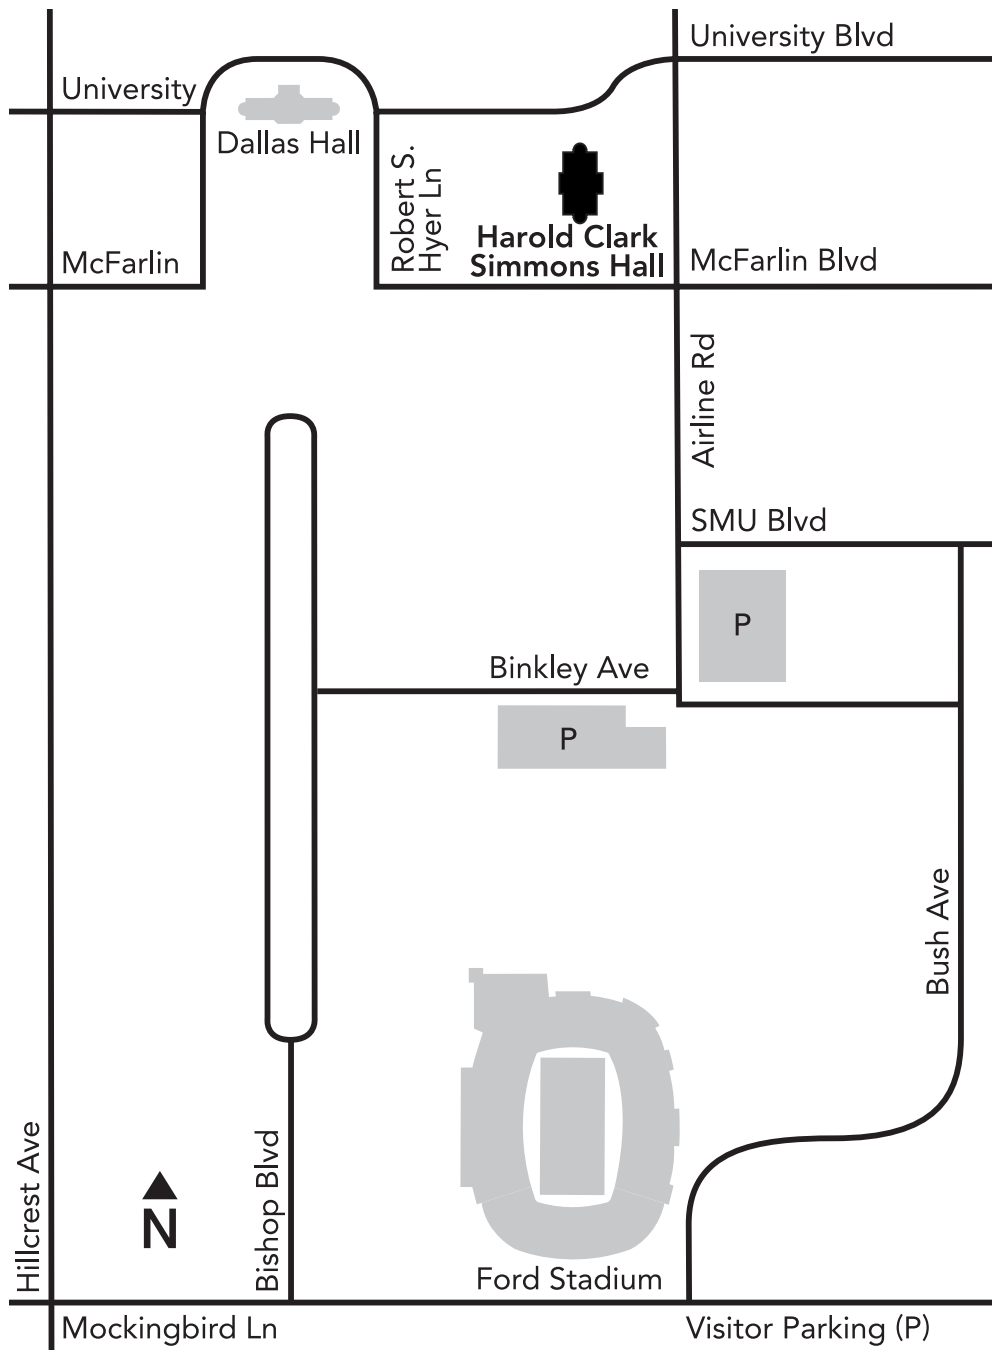 University Blvd
University
Dallas Hall
Robert S.
Hyer Ln
Harold Clark
Simmons Hall
McFarlin
McFarlin Blvd
Airline Rd
SMU Blvd
P
Binkley Ave
P
Bush Ave
Hillcrest Ave
N
Bishop Blvd
Ford Stadium
Mockingbird Ln
Visitor Parking (P)